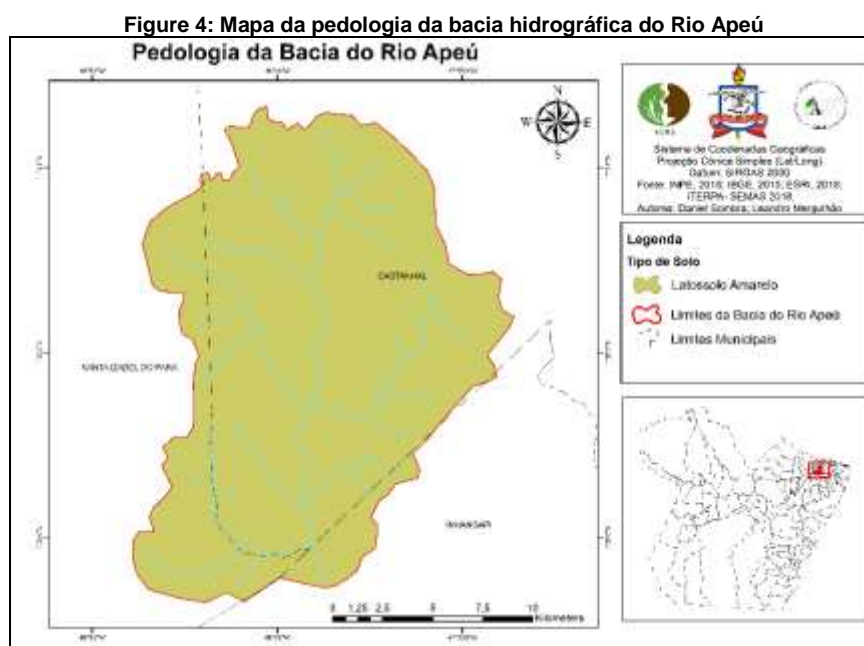 Figure 4: Mapa da pedologia da bacia hidrográfica do Rio Apeú
Pedologia da Bacia do Rio Apeú
N
W E
S
CASTANHAL
SANTA IZABEL DO PARÁ
INHANGAPI
0 1,25 2,5 5 7,5 10
Kilometers
Sistema de Coordenadas Geográficas
Projeção Cônica Simples (Lat/Long)
Datum: SIRGAS 2000
Fonte: INPE, 2018; IBGE, 2015; ESRI, 2018;
ITERPA- SEMAS 2018;
Autores: Daniel Sombra; Leandro Mergulhão
Legenda
Tipo de Solo
Latossolo Amarelo
Limites da Bacia do Rio Apeú
Limites Municipais